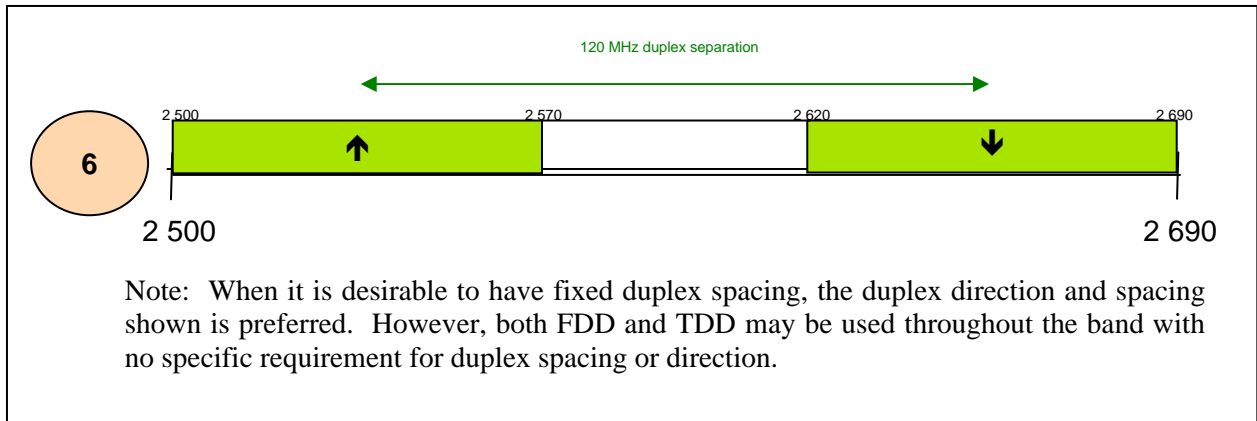 120 MHz duplex separation
2 500 2 570 2 620 2 690
6
2 500 2 690
Note: When it is desirable to have fixed duplex spacing, the duplex direction and spacing
shown is preferred. However, both FDD and TDD may be used throughout the band with
no specific requirement for duplex spacing or direction.